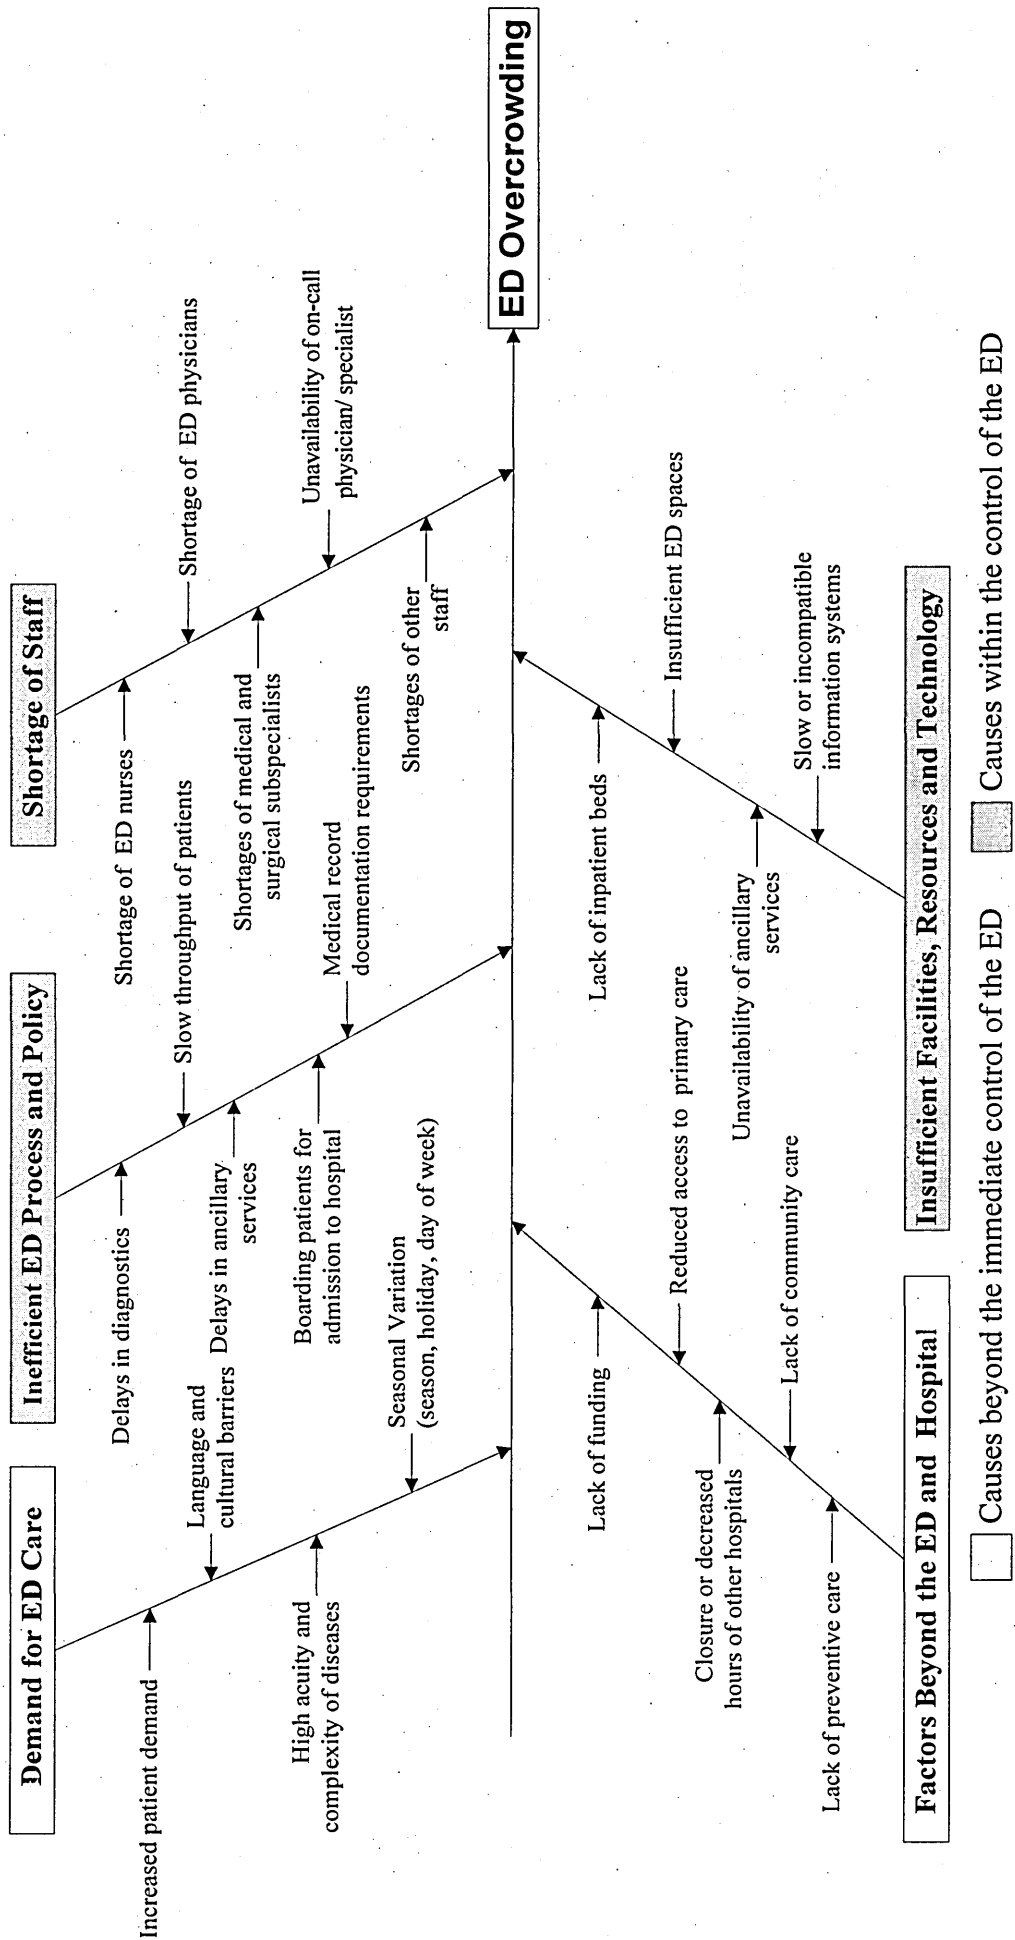 Demand for ED Care
Inefficient ED Process and Policy
Shortage of Staff
Increased patient demand
Language and
cultural barriers
High acuity and
complexity of diseases
Seasonal Variation
(season, holiday, day of week)
Delays in diagnostics
Slow throughput of patients
Delays in ancillary
services
Boarding patients for
admission to hospital
Medical record
documentation requirements
Shortage of ED nurses
Shortage of ED physicians
Shortages of medical and
surgical subspecialists
Unavailability of on-call
physician/ specialist
Shortages of other
staff
ED Overcrowding
Lack of funding
Reduced access to primary care
Closure or decreased
hours of other hospitals
Lack of community care
Lack of preventive care
Lack of inpatient beds
Insufficient ED spaces
Unavailability of ancillary
services
Slow or incompatible
information systems
Factors Beyond the ED and Hospital
Insufficient Facilities, Resources and Technology
Causes beyond the immediate control of the ED
Causes within the control of the ED